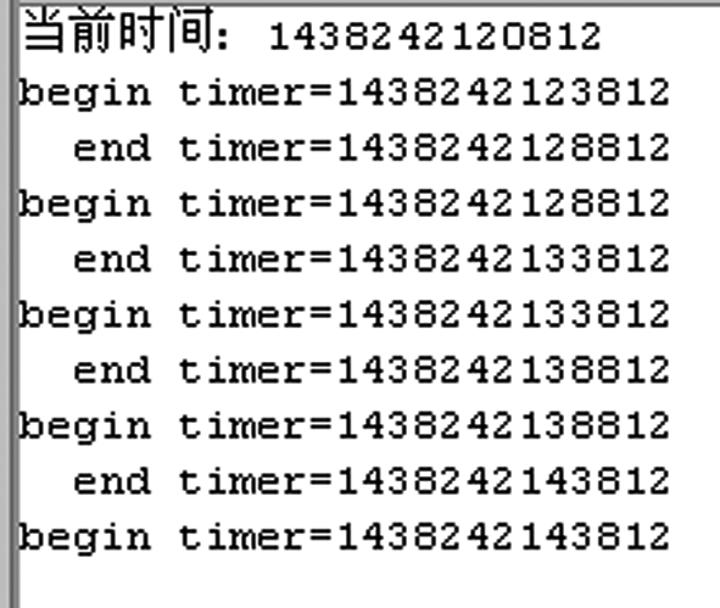 当前时间： 1438242120812
begin timer=1438242123812
  end timer=1438242128812
begin timer=1438242128812
  end timer=1438242133812
begin timer=1438242133812
  end timer=1438242138812
begin timer=1438242138812
  end timer=1438242143812
begin timer=1438242143812